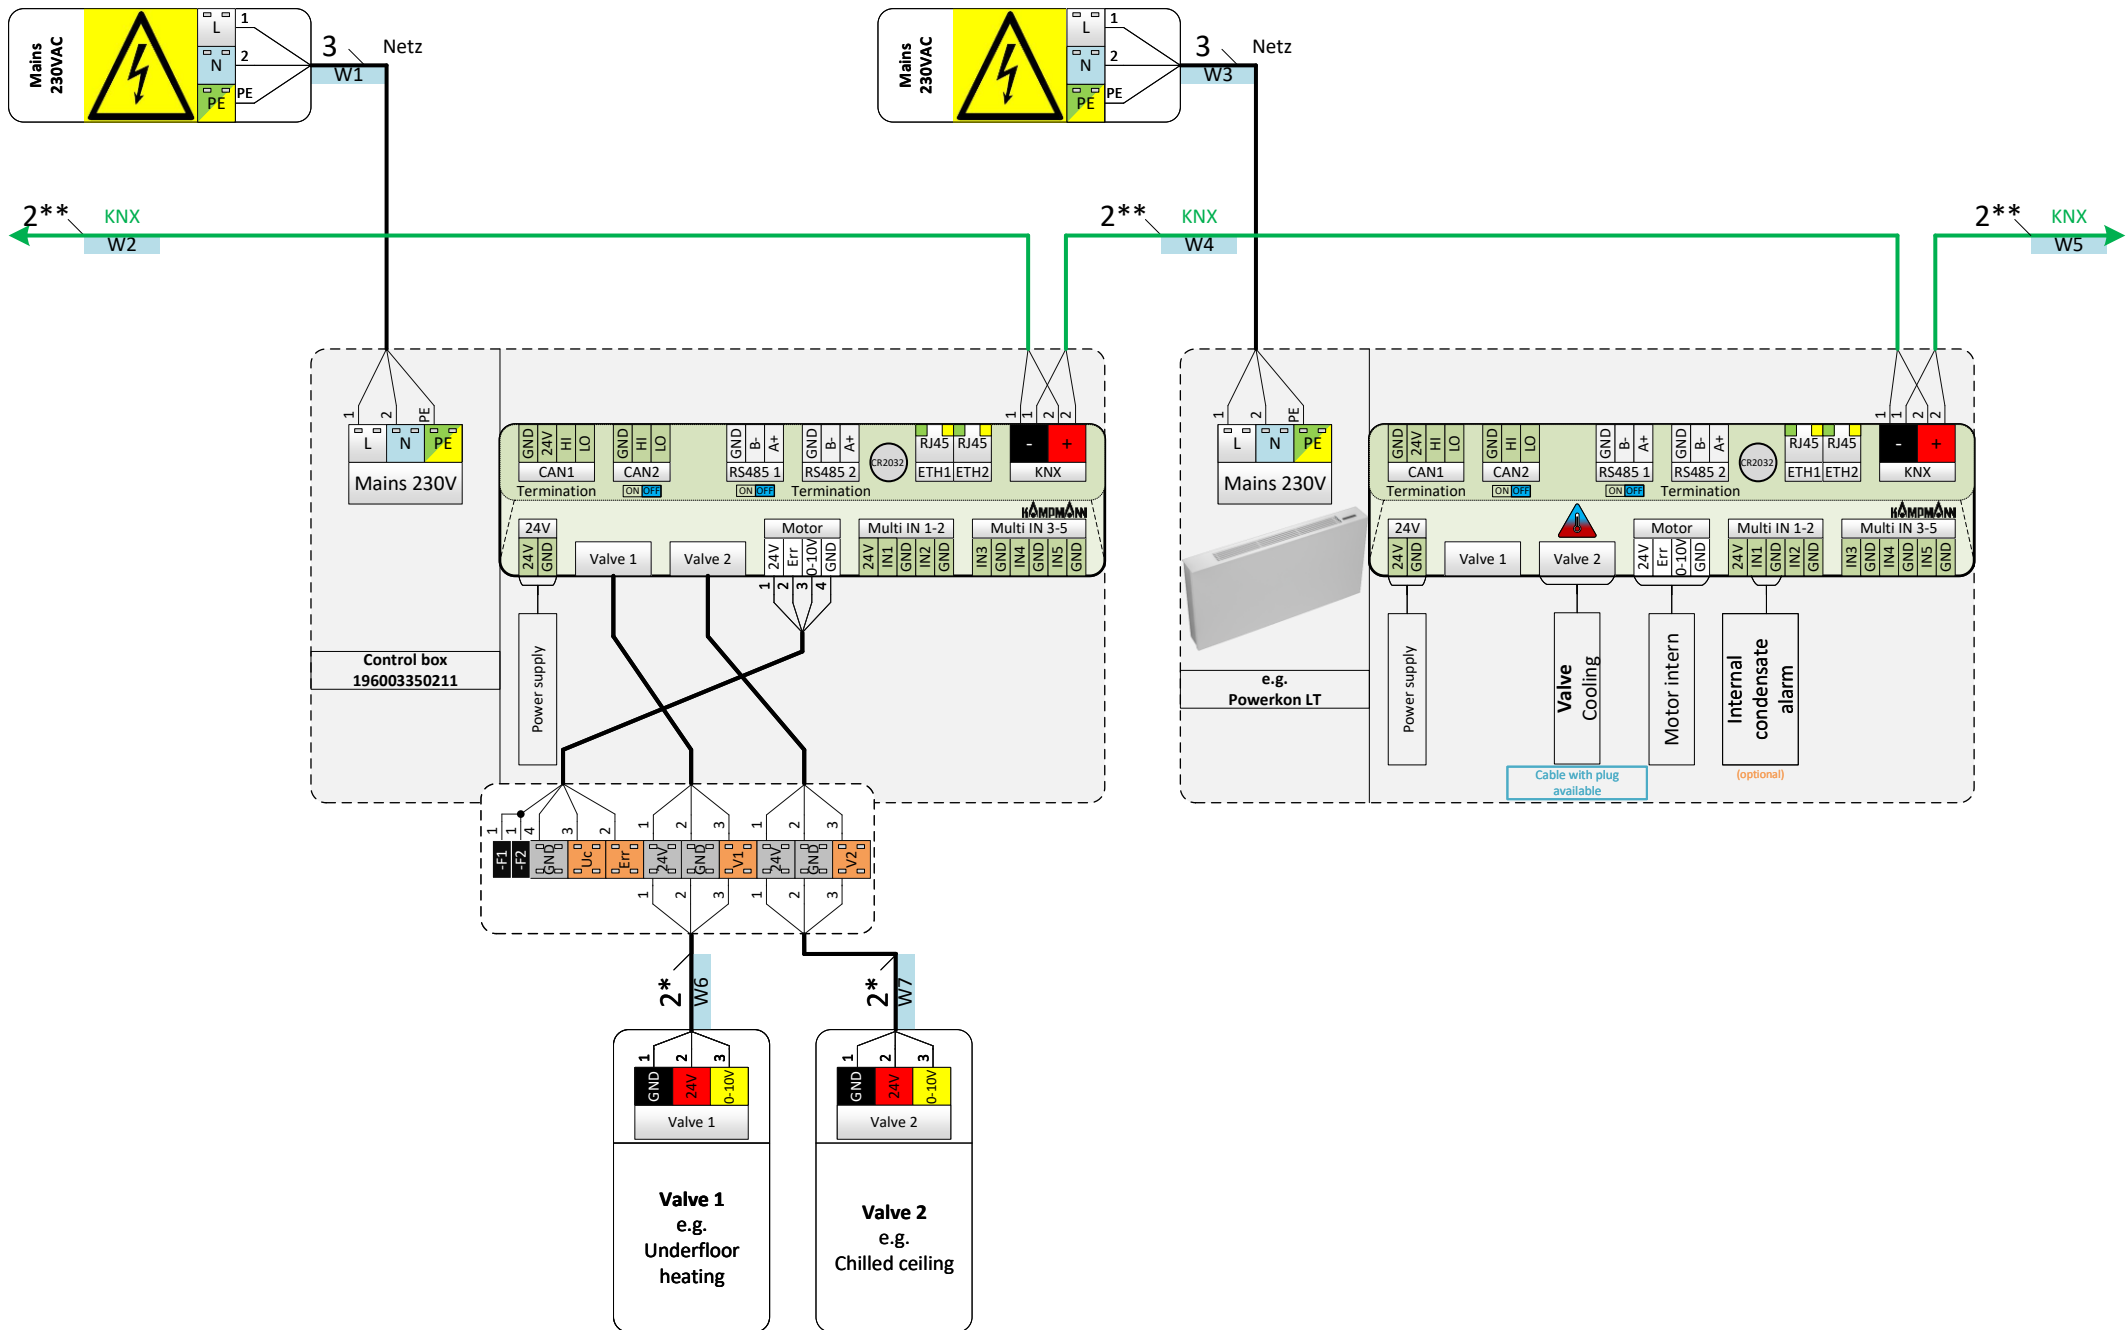 Mains
230VAC
L
N
PE
1
2
PE
3
Netz
W1
Mains
230VAC
L
N
PE
1
2
PE
3
Netz
W3
2**
KNX
W2
2**
KNX
W4
2**
KNX
W5
1
2
PE
L
N
PE
Mains 230V
1
1
2
2
GND
24V
HI
LO
CAN1
GND
HI
LO
CAN2
GND
B-
A+
RS485 1
GND
B-
A+
RS485 2
CR2032
RJ45
RJ45
ETH1
ETH2
-
+
KNX
Termination
ON
OFF
ON
OFF
Termination
KAMPMANN
24V
24V
GND
Valve 1
Valve 2
Motor
24V
Err
0-10V
GND
Multi IN 1-2
24V
IN1
GND
IN2
GND
Multi IN 3-5
IN3
GND
IN4
GND
IN5
GND
1
2
3
4
Control box
196003350211
Power supply
1
2
PE
L
N
PE
Mains 230V
1
1
2
2
GND
24V
HI
LO
CAN1
GND
HI
LO
CAN2
GND
B-
A+
RS485 1
GND
B-
A+
RS485 2
CR2032
RJ45
RJ45
ETH1
ETH2
-
+
KNX
Termination
ON
OFF
ON
OFF
Termination
KAMPMANN
24V
24V
GND
Valve 1
Valve 2
Motor
24V
Err
0-10V
GND
Multi IN 1-2
24V
IN1
GND
IN2
GND
Multi IN 3-5
IN3
GND
IN4
GND
IN5
GND
e.g.
Powerkon LT
Power supply
Valve
Cooling
Motor intern
Internal
condensate
alarm
Cable with plug
available
(optional)
1
1
4
3
2
1
2
3
1
2
3
-F1
-F2
GND
Uc
Err
24V
GND
V1
24V
GND
V2
1
2
3
1
2
3
2*
W6
2*
W7
1
2
3
GND
24V
0-10V
Valve 1
Valve 1
e.g.
Underfloor
heating
1
2
3
GND
24V
0-10V
Valve 2
Valve 2
e.g.
Chilled ceiling